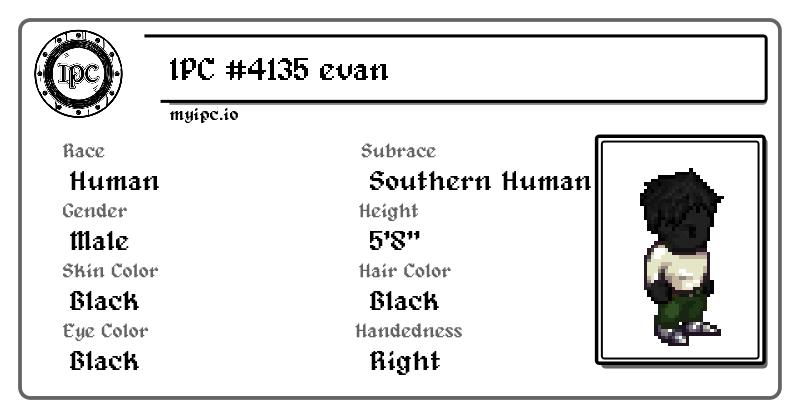 IPC
IPC #4135 evan
myipc.io
Race
Subrace
Human
Southern Human
Gender
Height
Male
5'8"
Skin Color
Hair Color
Black
Black
Eye Color
Handedness
Black
Right